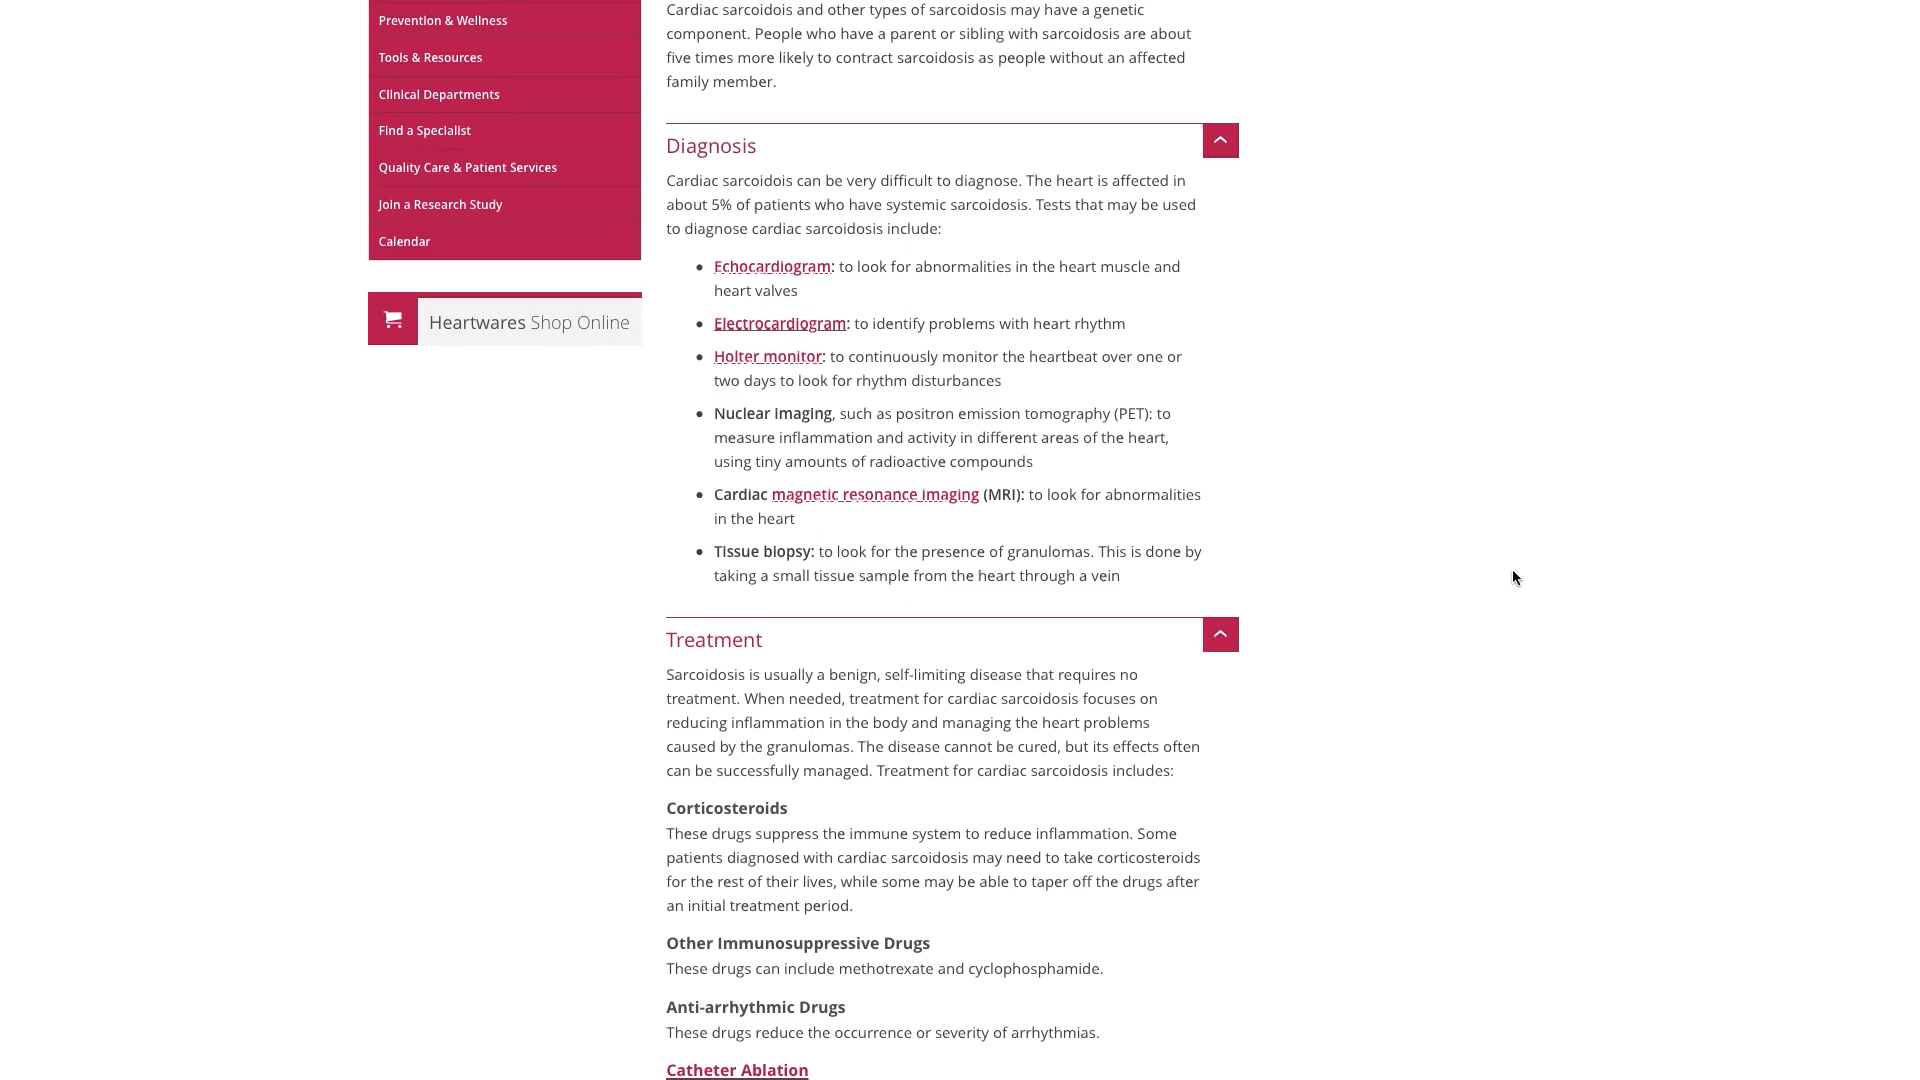 Prevention & Wellness
Tools & Resources
Clinical Departments
Find a Specialist
Quality Care & Patient Services
Join a Research Study
Calendar
Heartwares Shop Online
Cardiac sarcoidois and other types of sarcoidosis may have a genetic
component. People who have a parent or sibling with sarcoidosis are about
five times more likely to contract sarcoidosis as people without an affected
family member.
Diagnosis
Cardiac sarcoidois can be very difficult to diagnose. The heart is affected in
about 5% of patients who have systemic sarcoidosis. Tests that may be used
to diagnose cardiac sarcoidosis include:
• Echocardiogram: to look for abnormalities in the heart muscle and
heart valves
• Electrocardiogram: to identify problems with heart rhythm
• Holter monitor: to continuously monitor the heartbeat over one or
two days to look for rhythm disturbances
• Nuclear imaging, such as positron emission tomography (PET): to
measure inflammation and activity in different areas of the heart,
using tiny amounts of radioactive compounds
• Cardiac magnetic resonance imaging (MRI): to look for abnormalities
in the heart
• Tissue biopsy: to look for the presence of granulomas. This is done by
taking a small tissue sample from the heart through a vein
Treatment
Sarcoidosis is usually a benign, self-limiting disease that requires no
treatment. When needed, treatment for cardiac sarcoidosis focuses on
reducing inflammation in the body and managing the heart problems
caused by the granulomas. The disease cannot be cured, but its effects often
can be successfully managed. Treatment for cardiac sarcoidosis includes:
Corticosteroids
These drugs suppress the immune system to reduce inflammation. Some
patients diagnosed with cardiac sarcoidosis may need to take corticosteroids
for the rest of their lives, while some may be able to taper off the drugs after
an initial treatment period.
Other Immunosuppressive Drugs
These drugs can include methotrexate and cyclophosphamide.
Anti-arrhythmic Drugs
These drugs reduce the occurrence or severity of arrhythmias.
Catheter Ablation